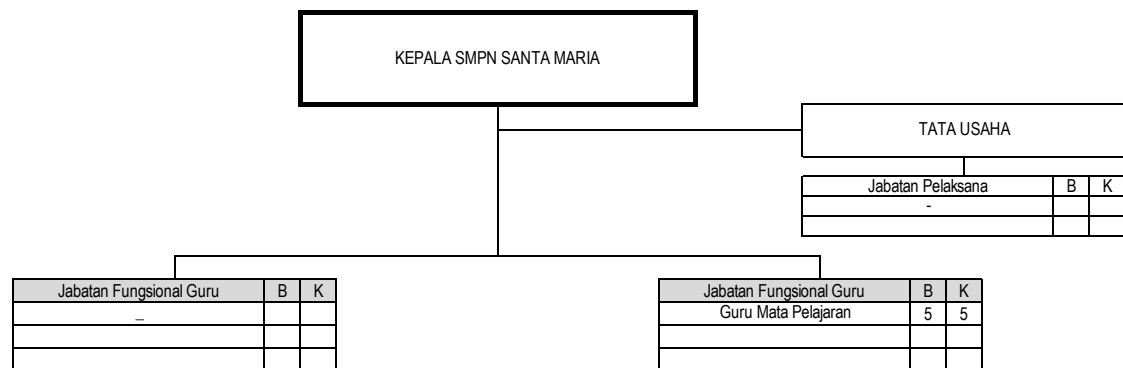 KEPALA SMPN SANTA MARIA
TATA USAHA
Jabatan Pelaksana B K
-
Jabatan Fungsional Guru B K
_
Jabatan Fungsional Guru B K
Guru Mata Pelajaran 5 5